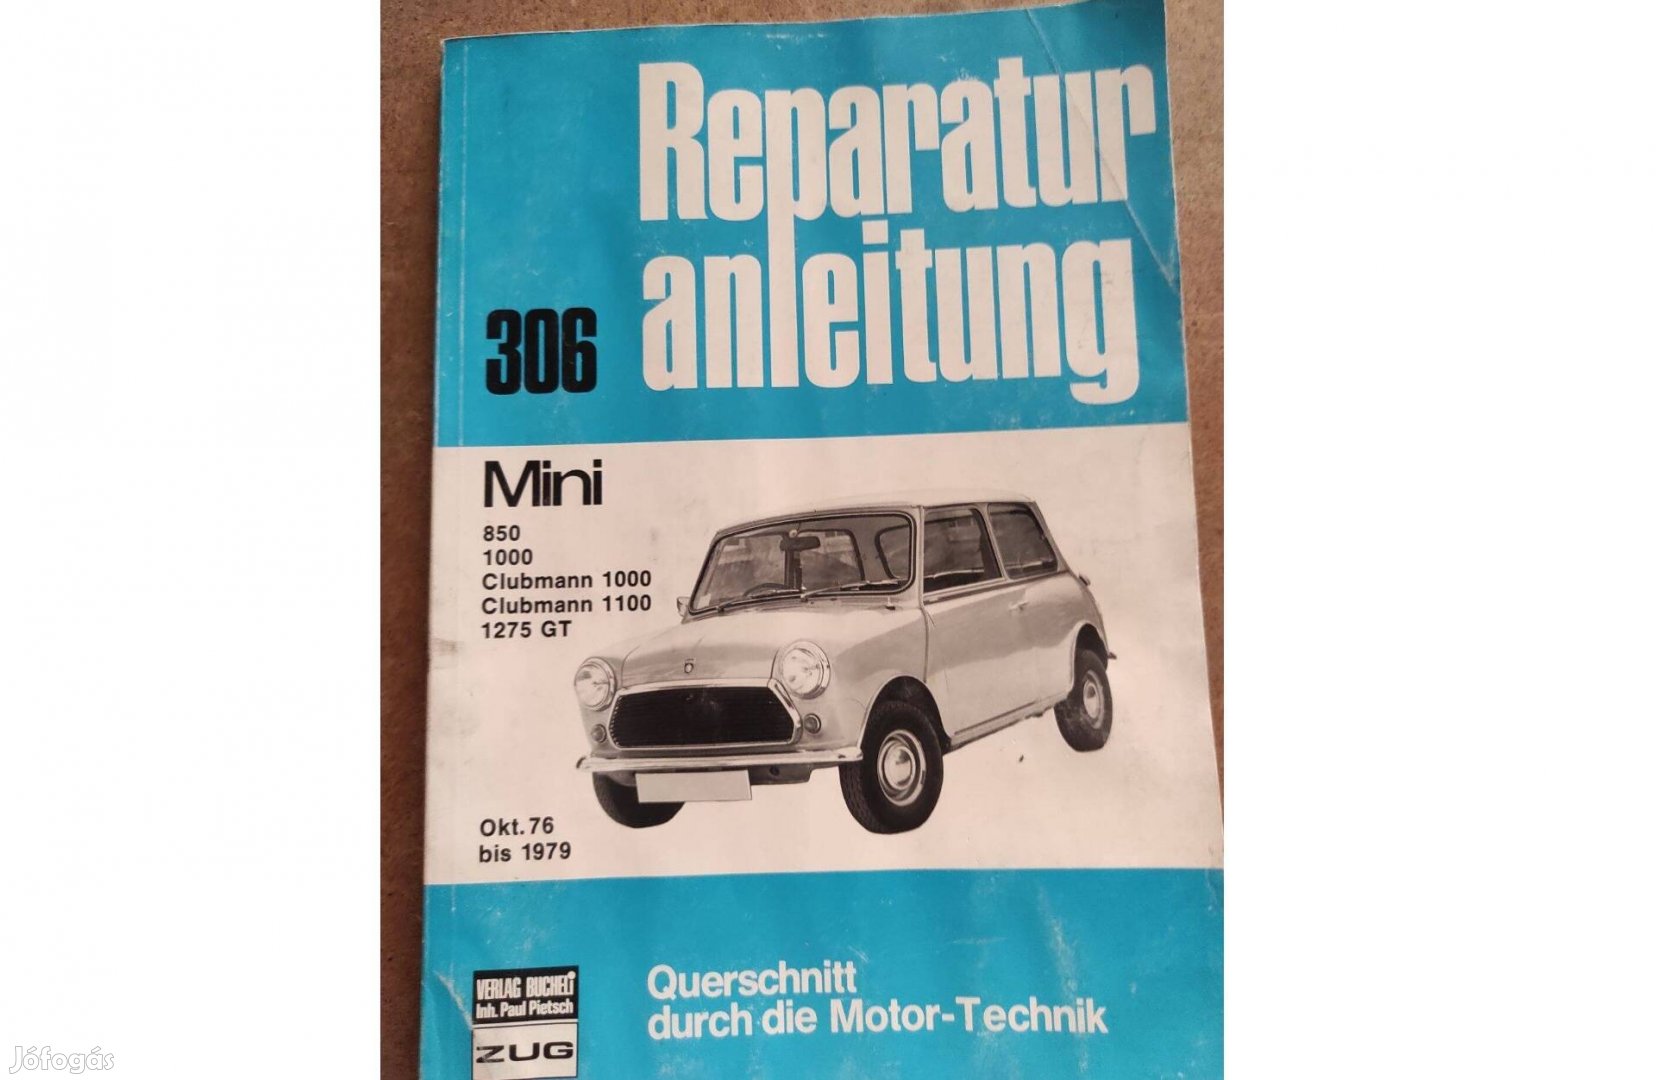 Reparatur
anleitung
306
Mini
850
1000
Clubmann 1000
Clubmann 1100
1275 GT
Okt. 76
bis 1979
VERLAG BUCHELi
Inh. Paul Pietsch
ZUG
Querschnitt
durch die Motor-Technik
Jófogás